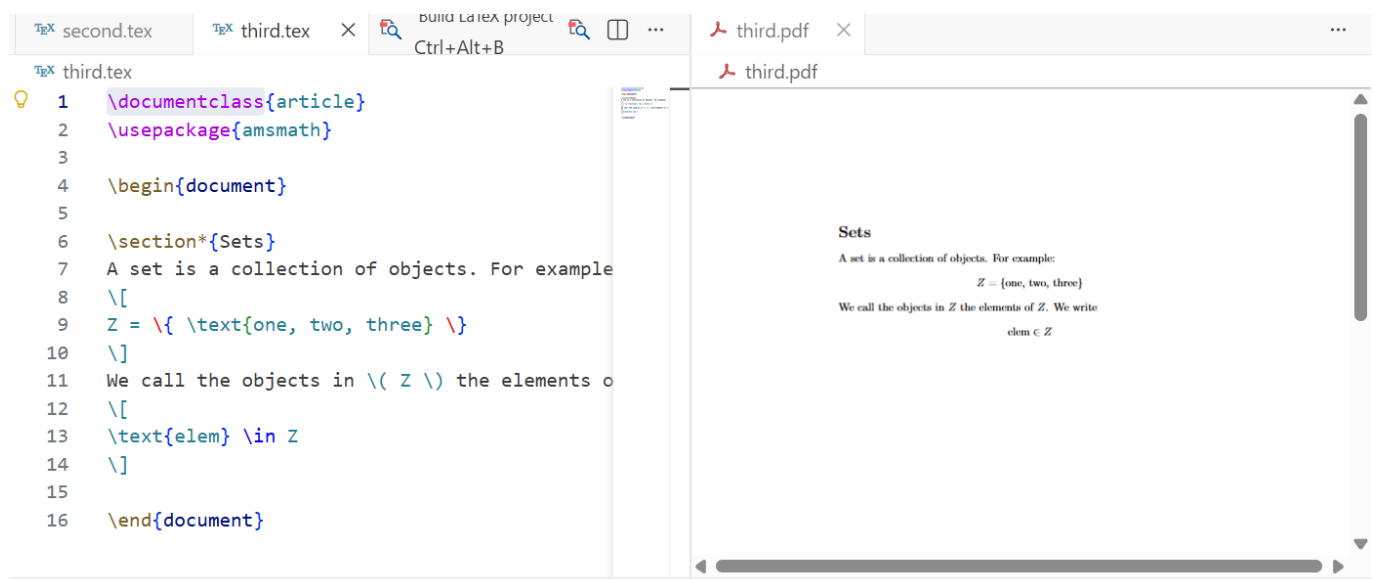 TEX second.tex
TEX third.tex
Build LaTeX project
Ctrl+Alt+B
third.pdf
TEX third.tex
third.pdf
1 \documentclass{article}
2 \usepackage{amsmath}
3
4 \begin{document}
5
6 \section*{Sets}
7 A set is a collection of objects. For example
8 \[
9 Z = \{ \text{one, two, three} \}
10 \]
11 We call the objects in \( Z \) the elements o
12 \[
13 \text{elem} \in Z
14 \]
15
16 \end{document}
Sets
A set is a collection of objects. For example:
Z = {one, two, three}
We call the objects in Z the elements of Z. We write
elem ∈ Z